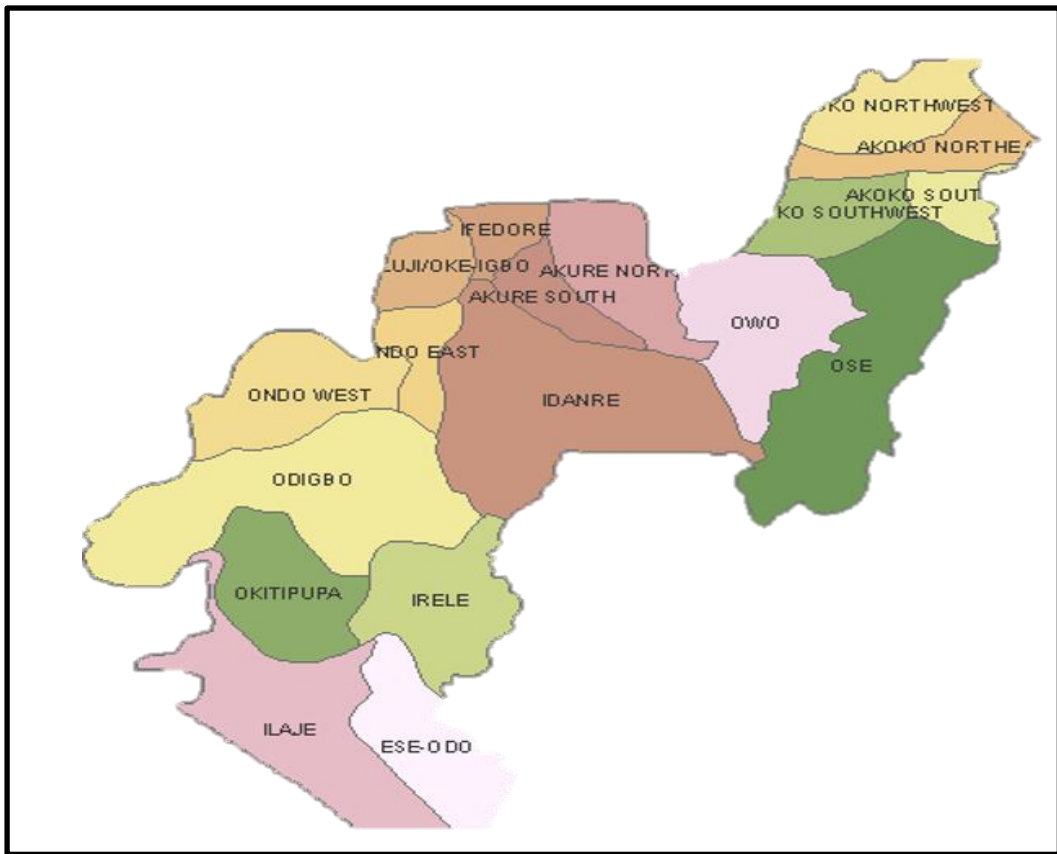 KO NORTHWEST
AKOKO NORTHEA
AKOKO SOUT
KO SOUTHWEST
IFEDORE
LUJI/OKE-IGBO
AKURE NORT
AKURE SOUTH
OWO
NDO EAST
OSE
ONDO WEST
IDANRE
ODIGBO
OKITIPUPA
IRELE
ILAJE
ESE-ODO